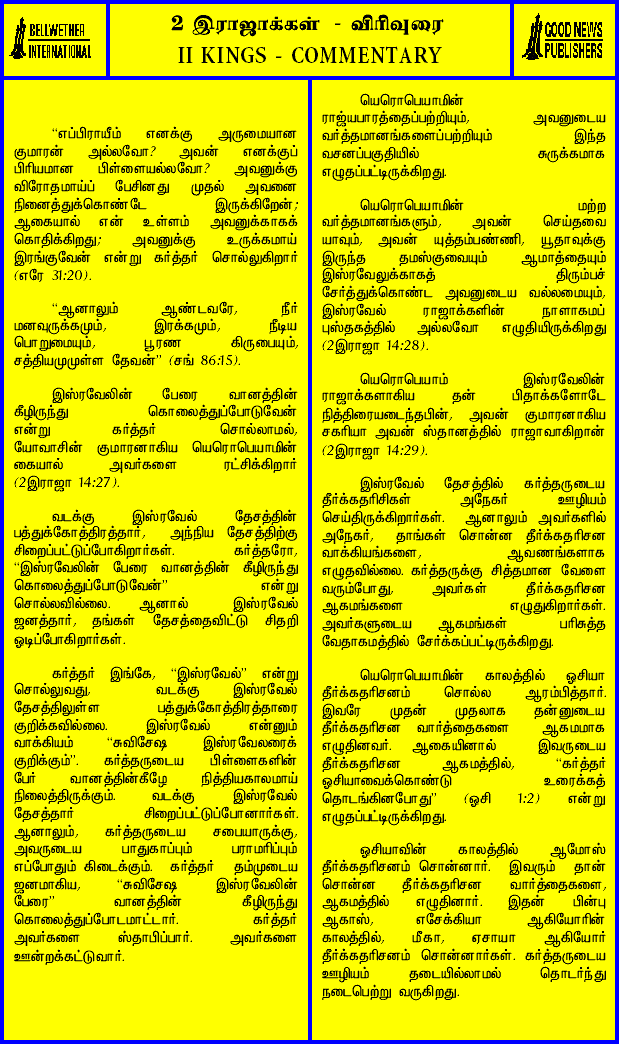 BELLWETHER
INTERNATIONAL
2 இராஜாக்கள் - விரிவுரை
II KINGS - COMMENTARY
GOOD NEWS
PUBLISHERS
“எப்பிராயீம் எனக்கு அருமையான
குமாரன் அல்லவோ? அவன் எனக்குப்
பிரியமான பிள்ளையல்லவோ? அவனுக்கு
விரோதமாய்ப் பேசினது முதல் அவனை
நினைத்துக்கொண்டே இருக்கிறேன்;
ஆகையால் என் உள்ளம் அவனுக்காகக்
கொதிக்கிறது; அவனுக்கு உருக்கமாய்
இரங்குவேன் என்று கர்த்தர் சொல்லுகிறார்
(எரே 31:20).
“ஆனாலும் ஆண்டவரே, நீர்
மனவுருக்கமும், இரக்கமும், நீடிய
பொறுமையும், பூரண கிருபையும்,
சத்தியமுமுள்ள தேவன்” (சங் 86:15).
இஸ்ரவேலின் பேரை வானத்தின்
கீழிருந்து கொலைத்துப்போடுவேன்
என்று கர்த்தர் சொல்லாமல்,
யோவாசின் குமாரனாகிய யெரொபெயாமின்
கையால் அவர்களை ரட்சிக்கிறார்
(2இராஜா 14:27).
வடக்கு இஸ்ரவேல் தேசத்தின்
பத்துக்கோத்திரத்தார், அந்நிய தேசத்திற்கு
சிறைப்பட்டுப்போகிறார்கள். கர்த்தரோ,
“இஸ்ரவேலின் பேரை வானத்தின் கீழிருந்து
கொலைத்துப்போடுவேன்” என்று
சொல்லவில்லை. ஆனால் இஸ்ரவேல்
ஜனத்தார், தங்கள் தேசத்தைவிட்டு சிதறி
ஓடிப்போகிறார்கள்.
கர்த்தர் இங்கே, “இஸ்ரவேல்” என்று
சொல்லுவது, வடக்கு இஸ்ரவேல்
தேசத்திலுள்ள பத்துக்கோத்திரத்தாரை
குறிக்கவில்லை. இஸ்ரவேல் என்னும்
வாக்கியம் “சுவிசேஷ இஸ்ரவேலரைக்
குறிக்கும்”. கர்த்தருடைய பிள்ளைகளின்
பேர் வானத்தின்கீழே நித்தியகாலமாய்
நிலைத்திருக்கும். வடக்கு இஸ்ரவேல்
தேசத்தார் சிறைப்பட்டுப்போனார்கள்.
ஆனாலும், கர்த்தருடைய சபையாருக்கு,
அவருடைய பாதுகாப்பும் பராமரிப்பும்
எப்போதும் கிடைக்கும். கர்த்தர் தம்முடைய
ஜனமாகிய, “சுவிசேஷ இஸ்ரவேலின்
பேரை” வானத்தின் கீழிருந்து
கொலைத்துப்போடமாட்டார். கர்த்தர்
அவர்களை ஸ்தாபிப்பார். அவர்களை
ஊன்றக்கட்டுவார்.
யெரொபெயாமின்
ராஜ்யபாரத்தைப்பற்றியும், அவனுடைய
வர்த்தமானங்களைப்பற்றியும் இந்த
வசனப்பகுதியில் சுருக்கமாக
எழுதப்பட்டிருக்கிறது.
யெரொபெயாமின் மற்ற
வர்த்தமானங்களும், அவன் செய்தவை
யாவும், அவன் யுத்தம்பண்ணி, யூதாவுக்கு
இருந்த தமஸ்குவையும் ஆமாத்தையும்
இஸ்ரவேலுக்காகத் திரும்பச்
சேர்த்துக்கொண்ட அவனுடைய வல்லமையும்,
இஸ்ரவேல் ராஜாக்களின் நாளாகமப்
புஸ்தகத்தில் அல்லவோ எழுதியிருக்கிறது
(2இராஜா 14:28).
யெரொபெயாம் இஸ்ரவேலின்
ராஜாக்களாகிய தன் பிதாக்களோடே
நித்திரையடைந்தபின், அவன் குமாரனாகிய
சகரியா அவன் ஸ்தானத்தில் ராஜாவாகிறான்
(2இராஜா 14:29).
இஸ்ரவேல் தேசத்தில் கர்த்தருடைய
தீர்க்கதரிசிகள் அநேகர் ஊழியம்
செய்திருக்கிறார்கள். ஆனாலும் அவர்களில்
அநேகர், தாங்கள் சொன்ன தீர்க்கதரிசன
வாக்கியங்களை, ஆவணங்களாக
எழுதவில்லை. கர்த்தருக்கு சித்தமான வேளை
வரும்போது, அவர்கள் தீர்க்கதரிசன
ஆகமங்களை எழுதுகிறார்கள்.
அவர்களுடைய ஆகமங்கள் பரிசுத்த
வேதாகமத்தில் சேர்க்கப்பட்டிருக்கிறது.
யெரொபெயாமின் காலத்தில் ஒசியா
தீர்க்கதரிசனம் சொல்ல ஆரம்பித்தார்.
இவரே முதன் முதலாக தன்னுடைய
தீர்க்கதரிசன வார்த்தைகளை ஆகமமாக
எழுதினவர். ஆகையினால் இவருடைய
தீர்க்கதரிசன ஆகமத்தில், “கர்த்தர்
ஓசியாவைக்கொண்டு உரைக்கத்
தொடங்கினபோது” (ஓசி 1:2) என்று
எழுதப்பட்டிருக்கிறது.
ஓசியாவின் காலத்தில் ஆமோஸ்
தீர்க்கதரிசனம் சொன்னார். இவரும் தான்
சொன்ன தீர்க்கதரிசன வார்த்தைகளை,
ஆகமத்தில் எழுதினார். இதன் பின்பு
ஆகாஸ், எசேக்கியா ஆகியோரின்
காலத்தில், மீகா, ஏசாயா ஆகியோர்
தீர்க்கதரிசனம் சொன்னார்கள். கர்த்தருடைய
ஊழியம் தடையில்லாமல் தொடர்ந்து
நடைபெற்று வருகிறது.